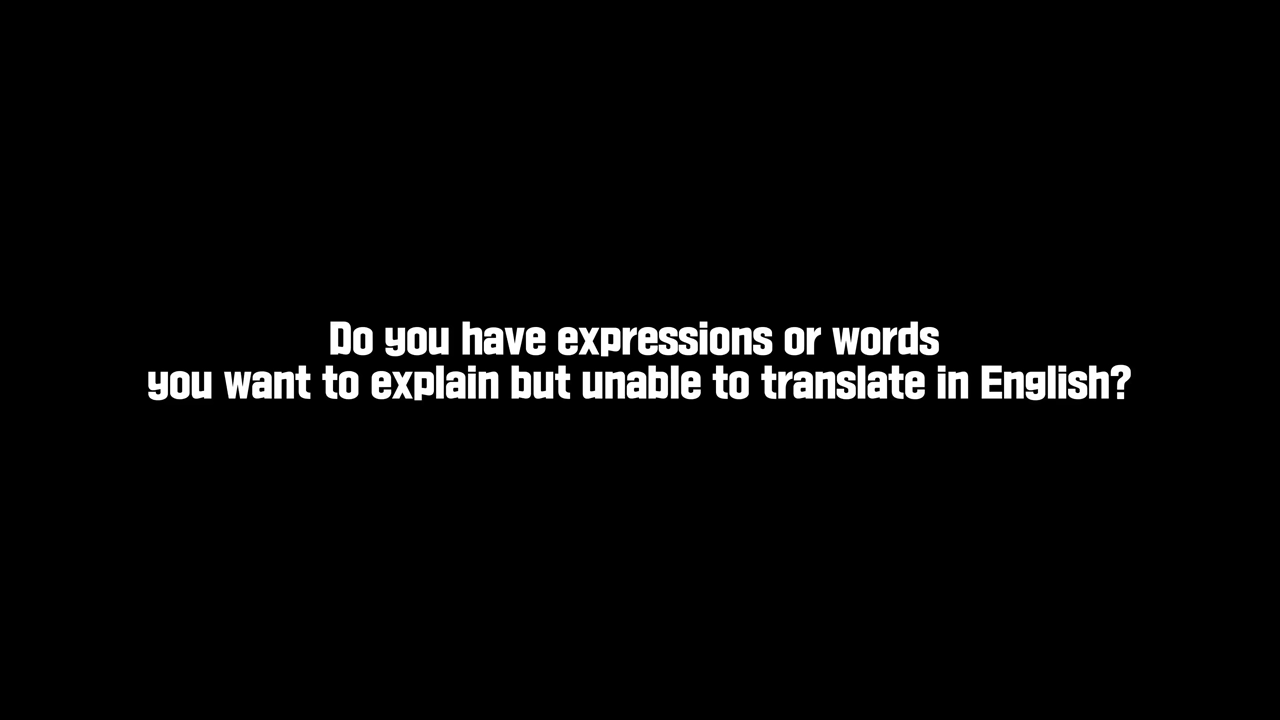 Do you have expressions or words
you want to explain but unable to translate in English?